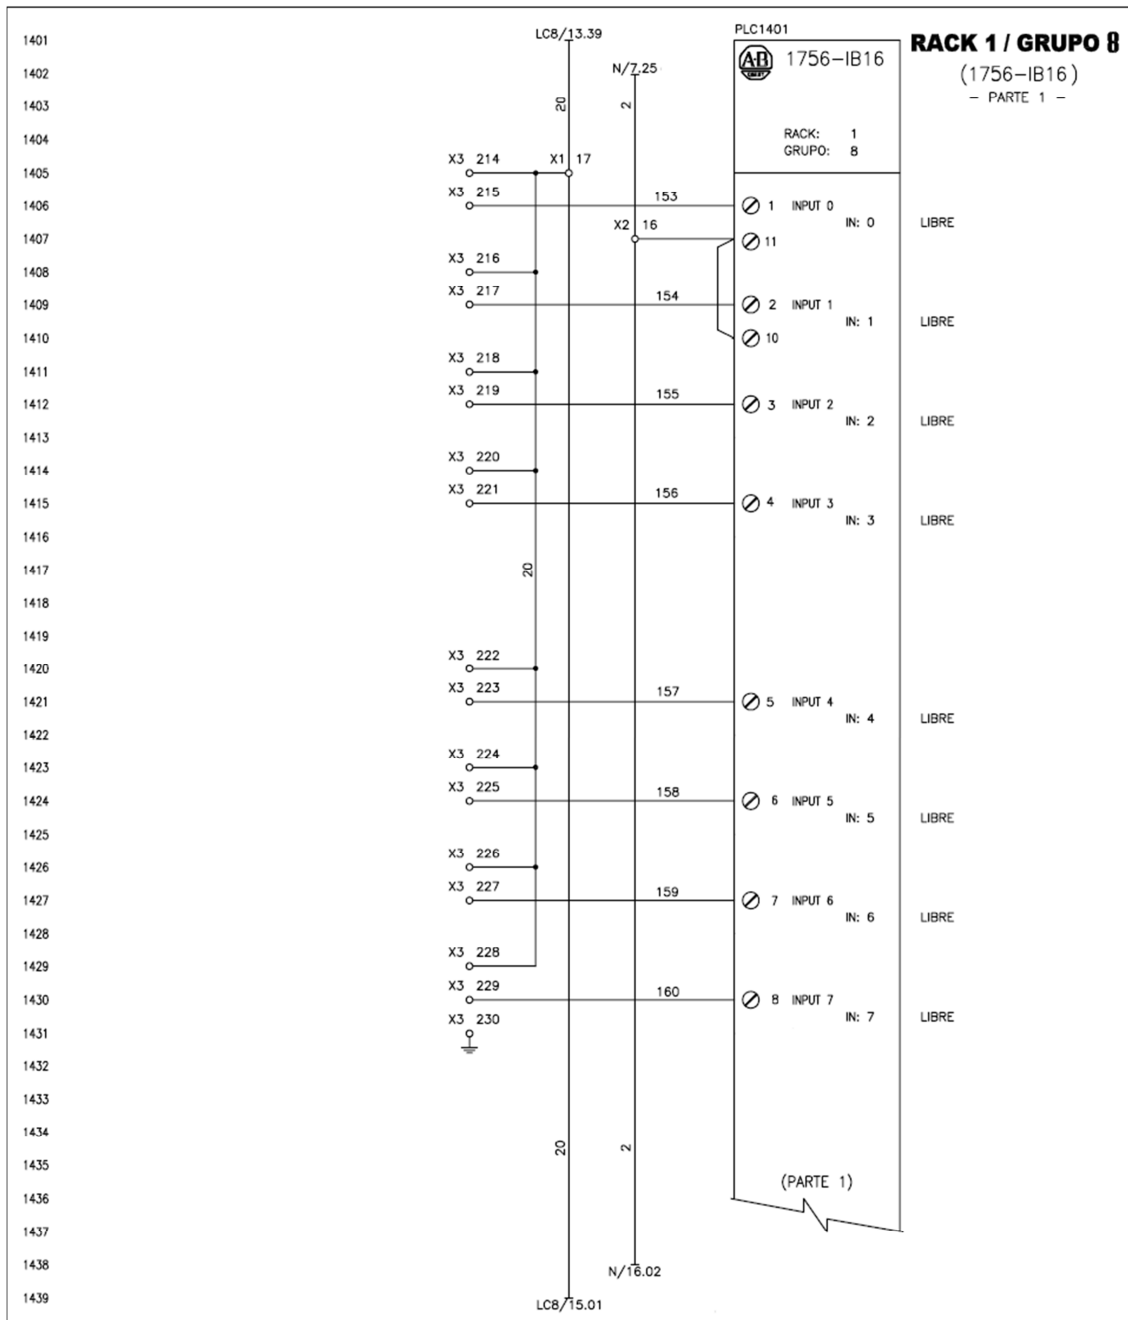 LC8/13.39
PLC1401
RACK 1 / GRUPO 8
1401
A-B
1756-IB16
(1756-IB16)
- PARTE 1 -
1402
N/7.25
1403
20
2
1404
RACK: 1
GRUPO: 8
1405
X3 214
X1 17
1406
X3 215
153
1 INPUT 0
IN: 0
LIBRE
1407
X2 16
11
1408
X3 216
1409
X3 217
154
2 INPUT 1
IN: 1
LIBRE
1410
10
1411
X3 218
1412
X3 219
155
3 INPUT 2
IN: 2
LIBRE
1413
1414
X3 220
1415
X3 221
156
4 INPUT 3
IN: 3
LIBRE
1416
1417
20
1418
1419
1420
X3 222
1421
X3 223
157
5 INPUT 4
IN: 4
LIBRE
1422
1423
X3 224
1424
X3 225
158
6 INPUT 5
IN: 5
LIBRE
1425
1426
X3 226
1427
X3 227
159
7 INPUT 6
IN: 6
LIBRE
1428
1429
X3 228
1430
X3 229
160
8 INPUT 7
IN: 7
LIBRE
1431
X3 230
1432
1433
1434
20
2
1435
1436
(PARTE 1)
1437
1438
N/16.02
1439
LC8/15.01